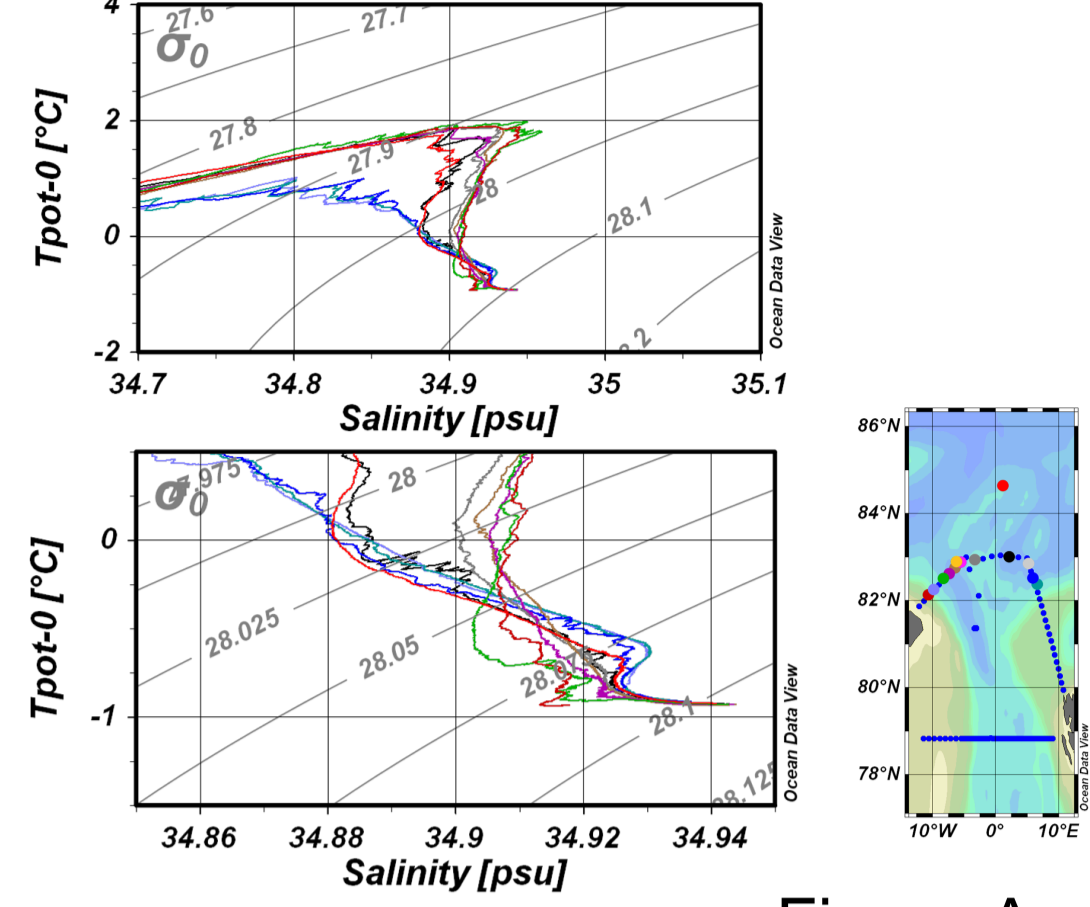 4
27.6
27.7
σ0
2
27.8
27.9
28
0
28.1
-2
34.7
34.8
34.9
35
35.1
Tpot-0 [°C]
Salinity [psu]
Ocean Data View
σ0
28
0
28.025
28.05
-1
28.1
34.86
34.88
34.9
34.92
34.94
Tpot-0 [°C]
Salinity [psu]
Ocean Data View
86°N
84°N
82°N
80°N
78°N
10°W
0°
10°E
Ocean Data View